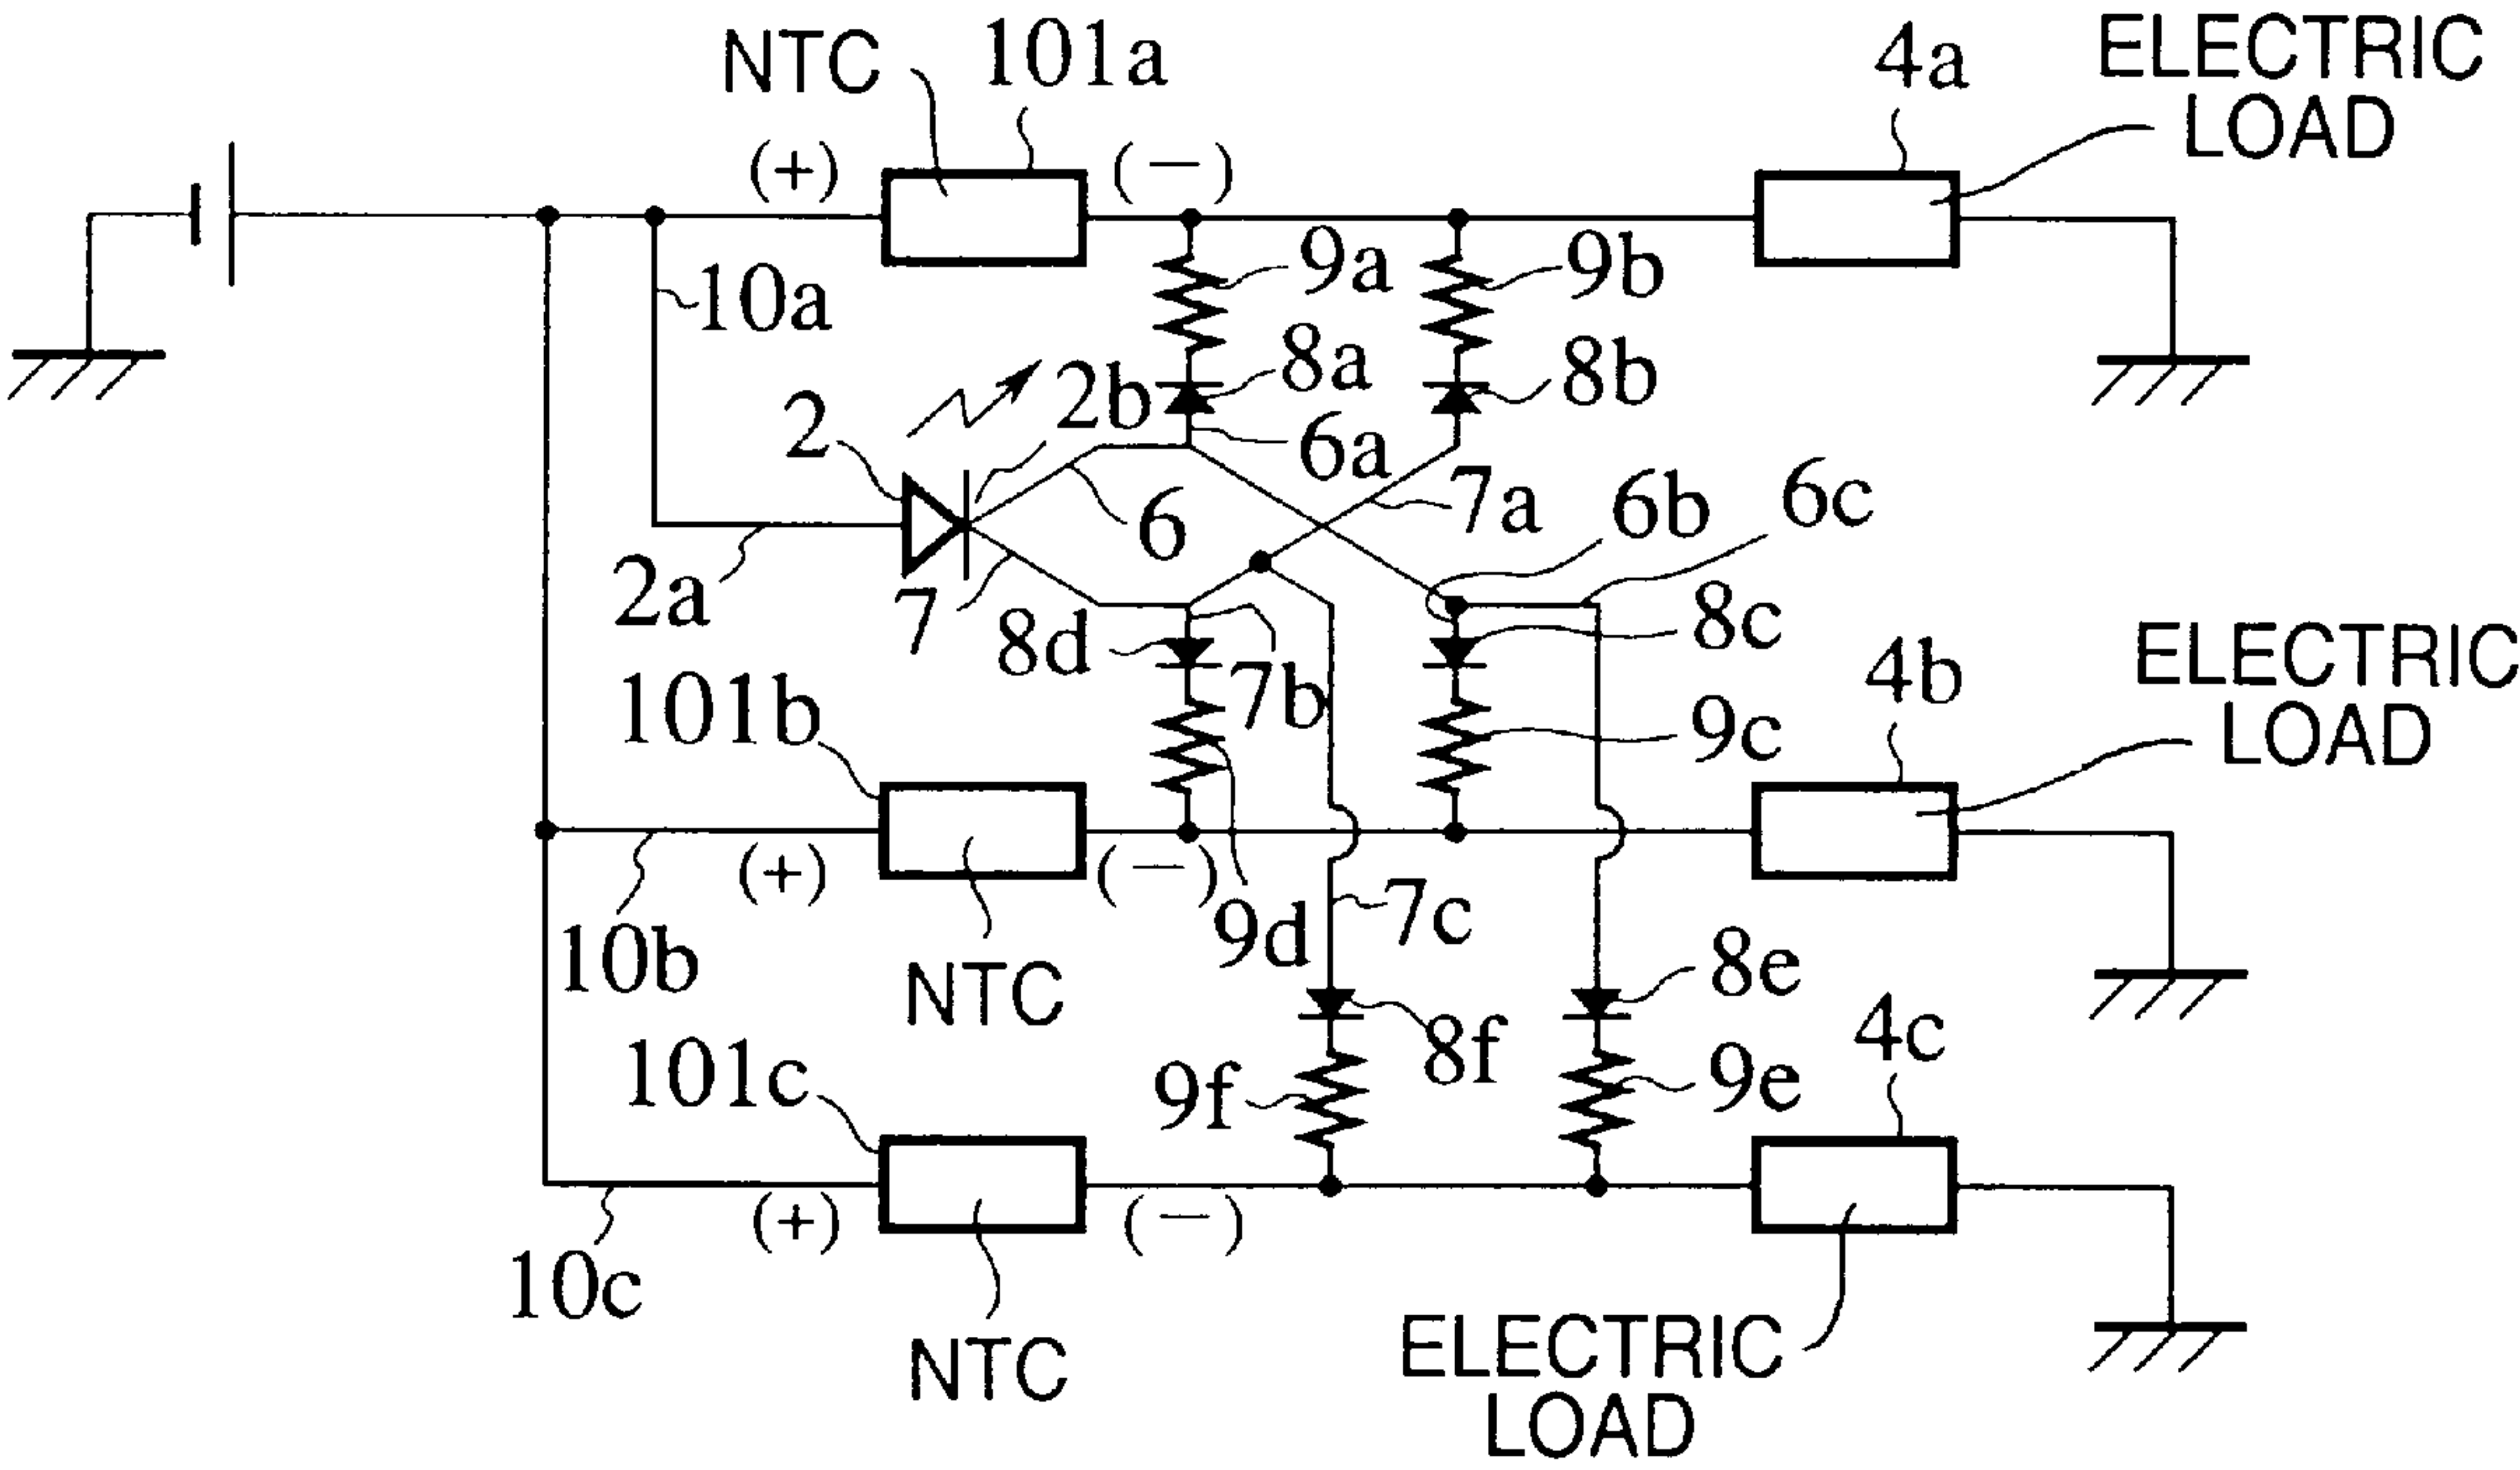 NTC
101a
4a
ELECTRIC
LOAD
(+)
(—)
9a
9b
10a
8a
8b
2
2b
6a
6
7a
6b
6c
2a
7
8d
8c
7b
101b
4b
ELECTRIC
LOAD
9c
(+)
(—)
9d
7c
10b
NTC
8e
101c
9f
8f
9e
4c
(+)
(—)
10c
NTC
ELECTRIC
LOAD